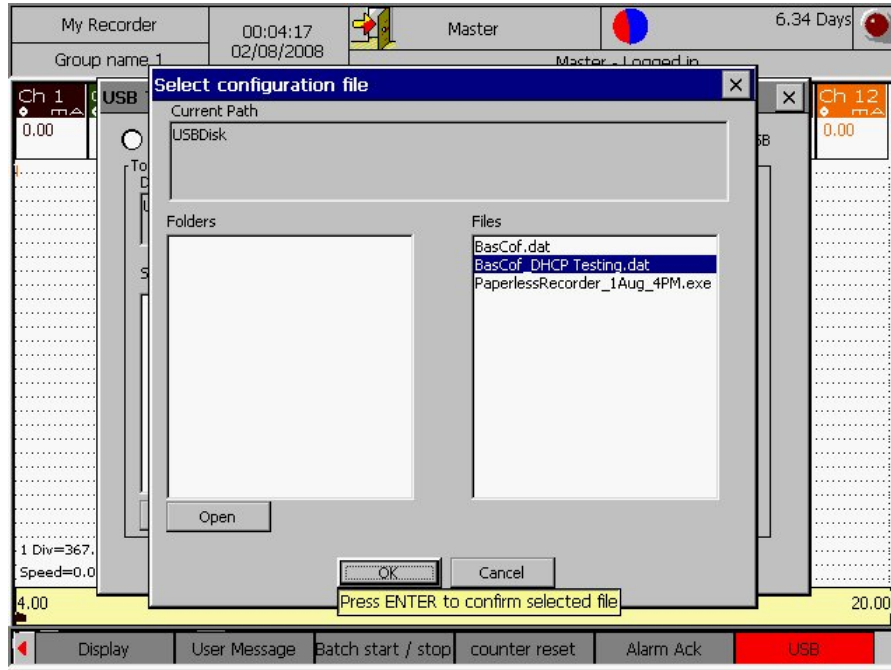 My Recorder
00:04:17
Master
6.34 Days
Group name 1
02/08/2008
Master - Logged in
Select configuration file
USB
Ch 1
mA
0.00
Ch 12
mA
0.00
Current Path
USBDisk
Folders
Files
BasCof.dat
BasCof_DHCP Testing.dat
PaperlessRecorder_1Aug_4PM.exe
Open
1 Div=367.
Speed=0.0
OK
Cancel
Press ENTER to confirm selected file
4.00
20.00
Display
User Message
Batch start / stop
counter reset
Alarm Ack
USB